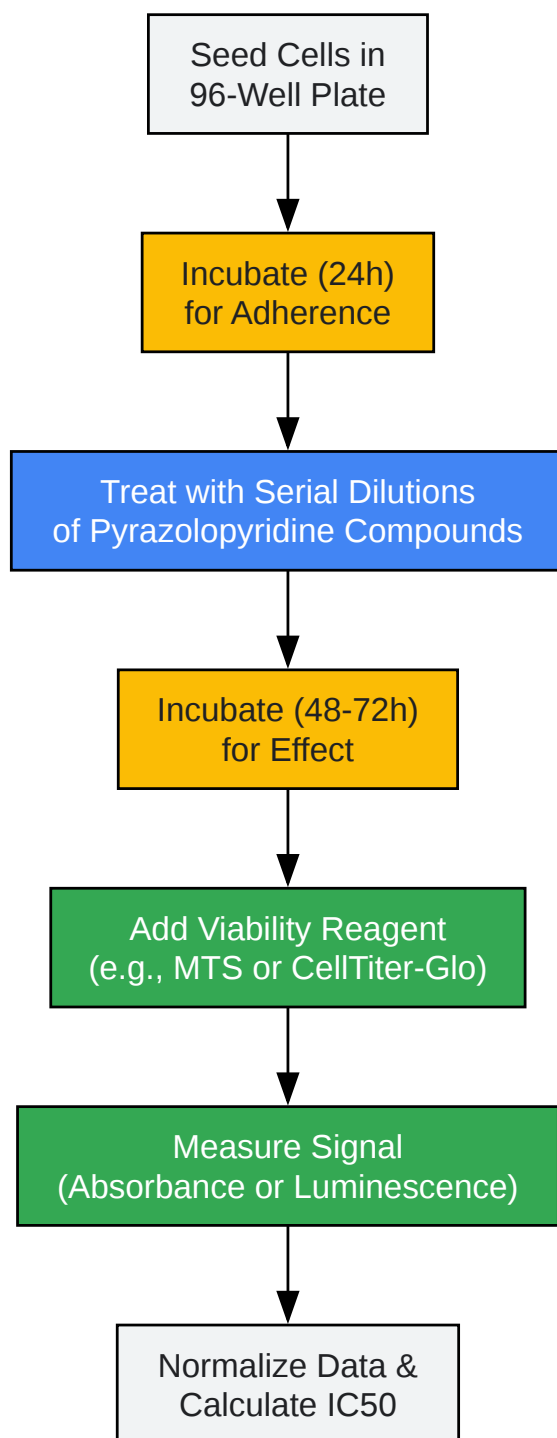 Seed Cells in
96-Well Plate
Incubate (24h)
for Adherence
Treat with Serial Dilutions
of Pyrazolopyridine Compounds
Incubate (48-72h)
for Effect
Add Viability Reagent
(e.g., MTS or CellTiter-Glo)
Measure Signal
(Absorbance or Luminescence)
Normalize Data &
Calculate IC50